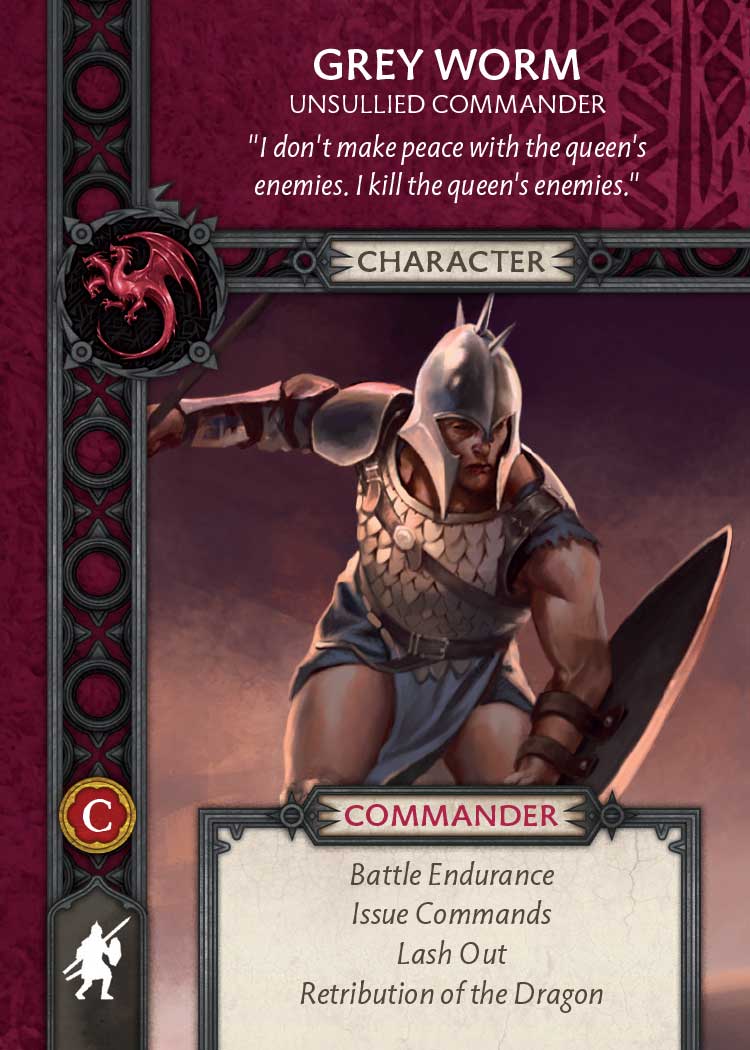 GREY WORM
UNSULLIED COMMANDER
"I don't make peace with the queen's
enemies. I kill the queen's enemies."
CHARACTER
C
COMMANDER
Battle Endurance
Issue Commands
Lash Out
Retribution of the Dragon